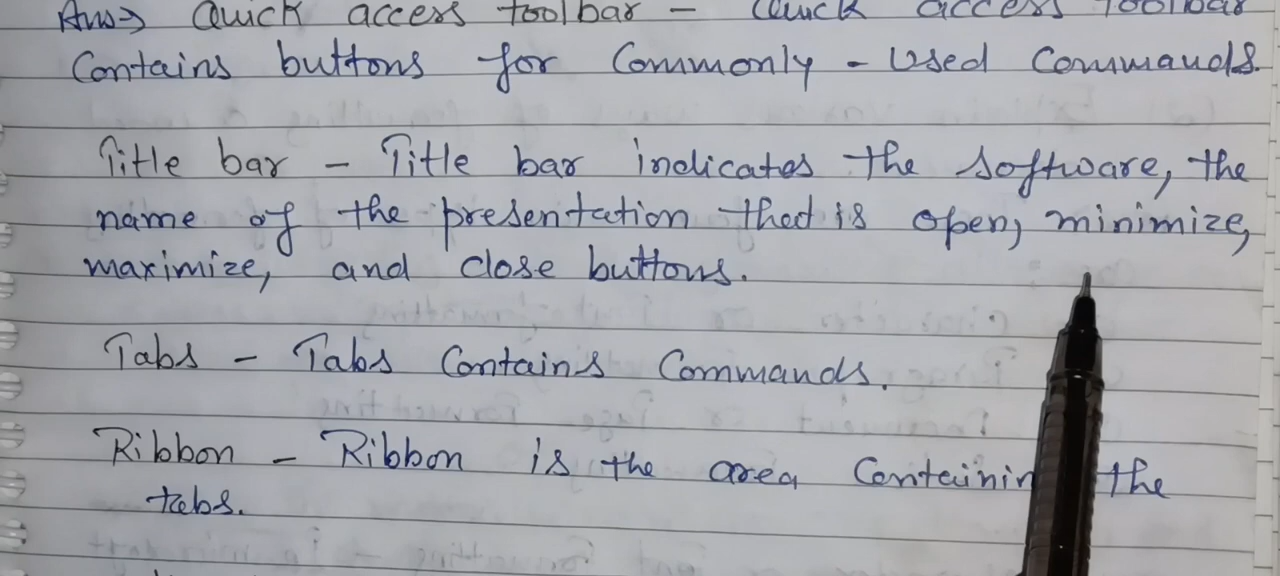 Ans→ Quick access toolbar - Quick access toolbar
Contains buttons for Commonly - Used Commands.
Title bar - Title bar indicates the software, the
name of the presentation that is open, minimize,
maximize, and close buttons.
Tabs - Tabs Contains Commands.
Ribbon - Ribbon is the area Containin the
tabs.